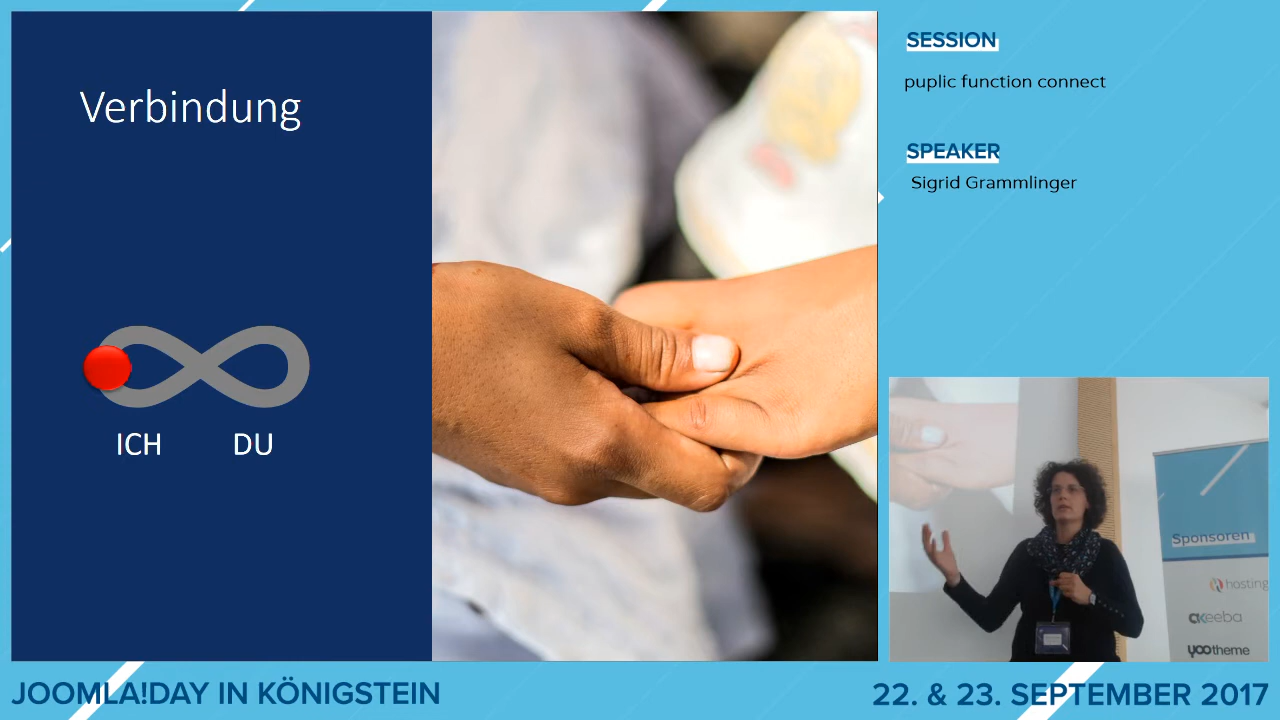 Verbindung
ICH DU
SESSION
puplic function connect
SPEAKER
Sigrid Grammlinger
Sponsoren
hosting
akeeba
yootheme
JOOMLA!DAY IN KÖNIGSTEIN
22. & 23. SEPTEMBER 2017